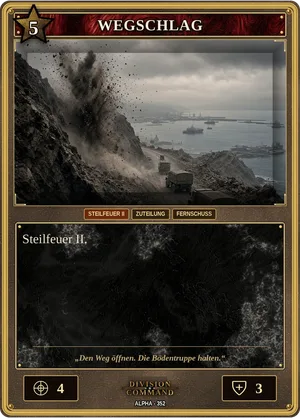 5
WEGSCHLAG
STEILFEUER II
ZUTEILUNG
FERNSCHUSS
Steilfeuer II.
„Den Weg öffnen. Die Bodentruppe halten.“
4
DIVISION
COMMAND
ALPHA · 352
3